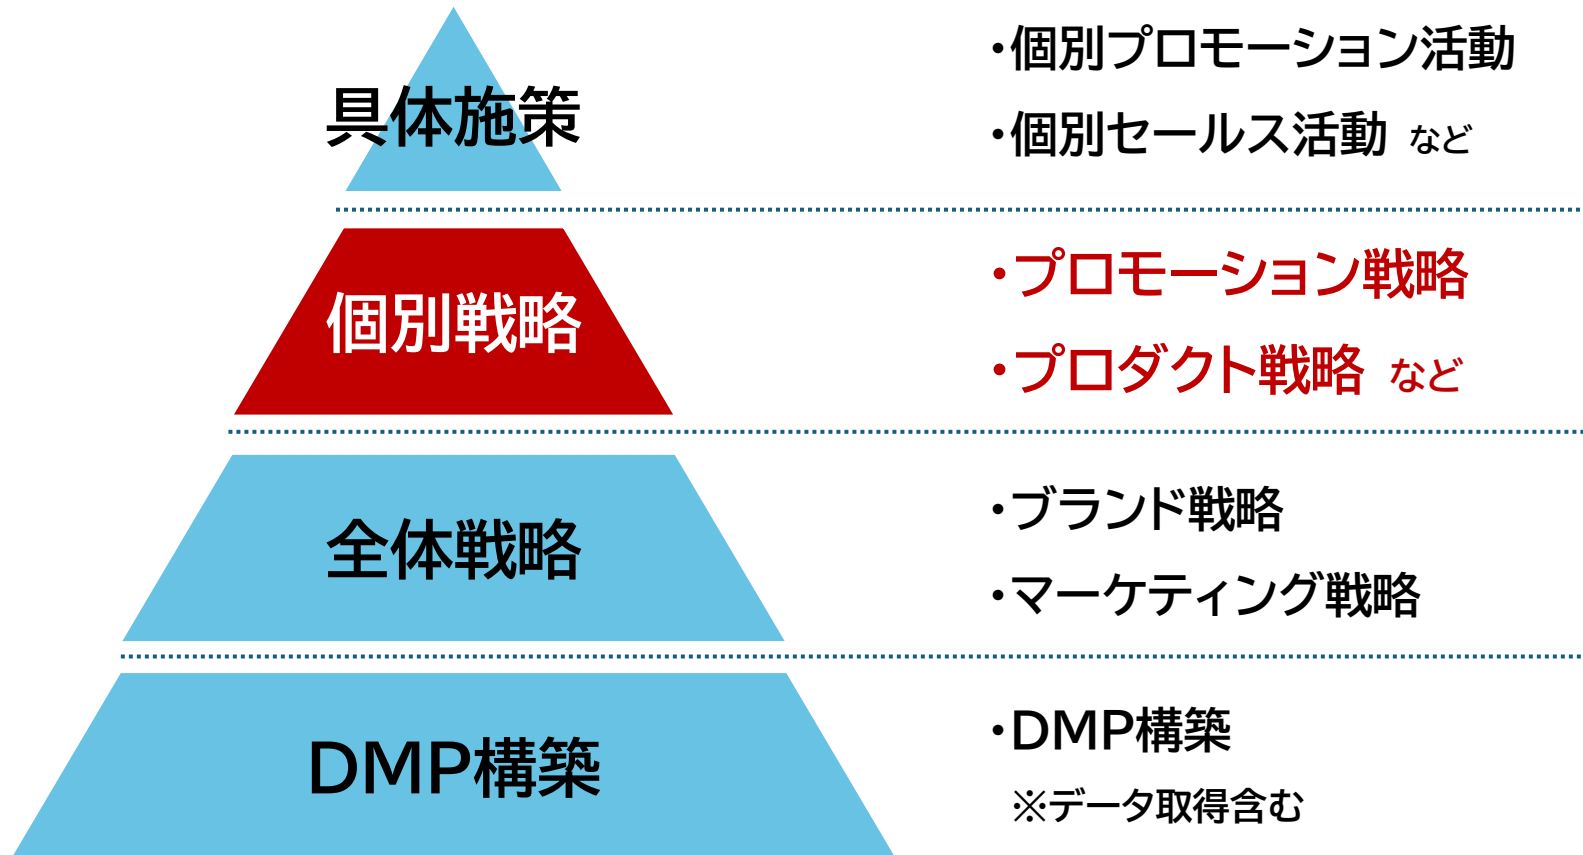 具体施策
・個別プロモーション活動
・個別セールス活動 など
個別戦略
・プロモーション戦略
・プロダクト戦略 など
全体戦略
・ブランド戦略
・マーケティング戦略
DMP構築
・DMP構築
※データ取得含む